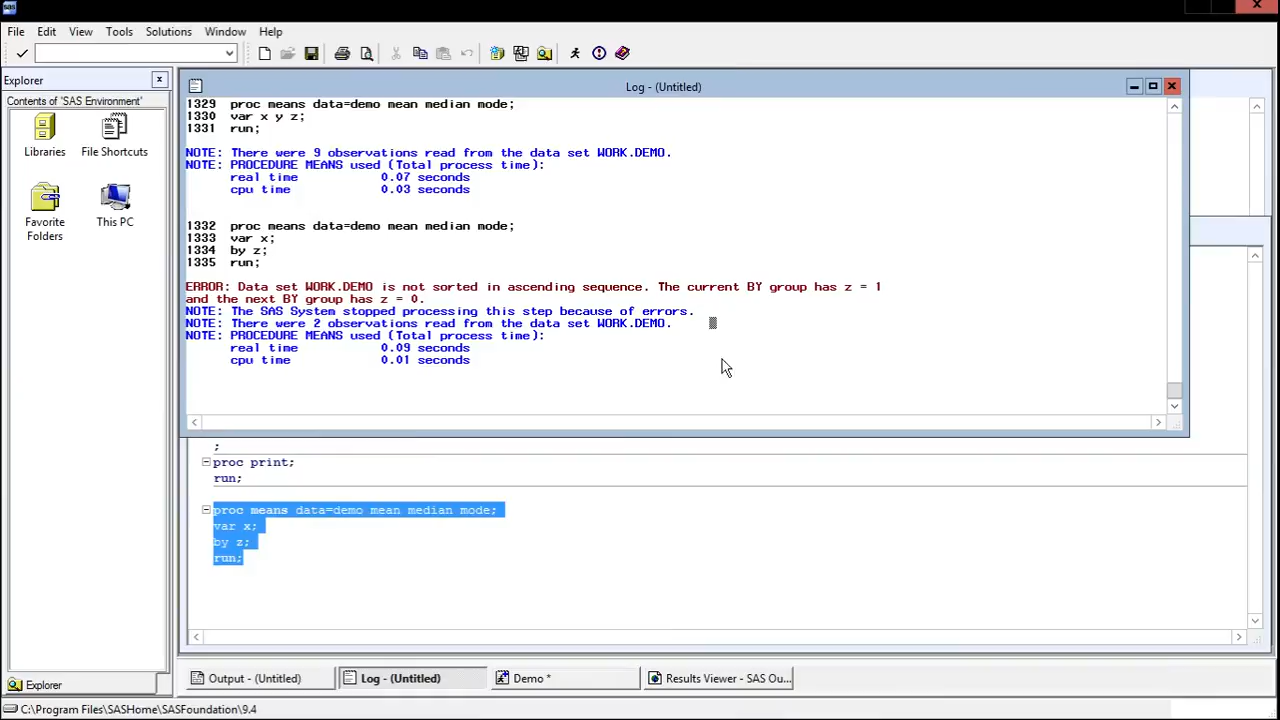 sas
File Edit View Tools Solutions Window Help
Explorer
Contents of 'SAS Environment'
Libraries
File Shortcuts
Favorite Folders
This PC
Log - (Untitled)
1329 proc means data=demo mean median mode;
1330 var x y z;
1331 run;
NOTE: There were 9 observations read from the data set WORK.DEMO.
NOTE: PROCEDURE MEANS used (Total process time):
real time 0.07 seconds
cpu time 0.03 seconds
1332 proc means data=demo mean median mode;
1333 var x;
1334 by z;
1335 run;
ERROR: Data set WORK.DEMO is not sorted in ascending sequence. The current BY group has z = 1
and the next BY group has z = 0.
NOTE: The SAS System stopped processing this step because of errors.
NOTE: There were 2 observations read from the data set WORK.DEMO.
NOTE: PROCEDURE MEANS used (Total process time):
real time 0.09 seconds
cpu time 0.01 seconds
;
proc print;
run;
proc means data=demo mean median mode;
var x;
by z;
run;
Explorer
Output - (Untitled) Log - (Untitled) Demo * Results Viewer - SAS Ou...
C:\Program Files\SASHome\SASFoundation\9.4